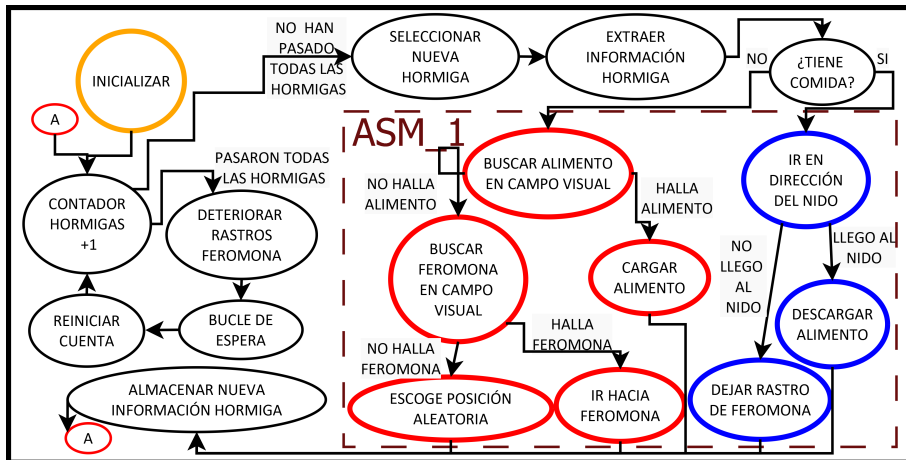 INICIALIZAR
A
CONTADOR
HORMIGAS
+1
NO HAN
PASADO
TODAS LAS
HORMIGAS
SELECCIONAR
NUEVA
HORMIGA
EXTRAER
INFORMACIÓN
HORMIGA
¿TIENE
COMIDA?
NO
SI
PASARON TODAS
LAS HORMIGAS
DETERIORAR
RASTROS
FEROMONA
BUCLE DE
ESPERA
REINICIAR
CUENTA
ASM_1
BUSCAR ALIMENTO
EN CAMPO VISUAL
NO HALLA
ALIMENTO
HALLA
ALIMENTO
BUSCAR
FEROMONA
EN CAMPO
VISUAL
CARGAR
ALIMENTO
NO HALLA
FEROMONA
HALLA
FEROMONA
ESCOGE POSICIÓN
ALEATORIA
IR HACIA
FEROMONA
IR EN
DIRECCIÓN
DEL NIDO
NO
LLEGO
AL
NIDO
LLEGO AL
NIDO
DESCARGAR
ALIMENTO
DEJAR RASTRO
DE FEROMONA
ALMACENAR NUEVA
INFORMACIÓN HORMIGA
A